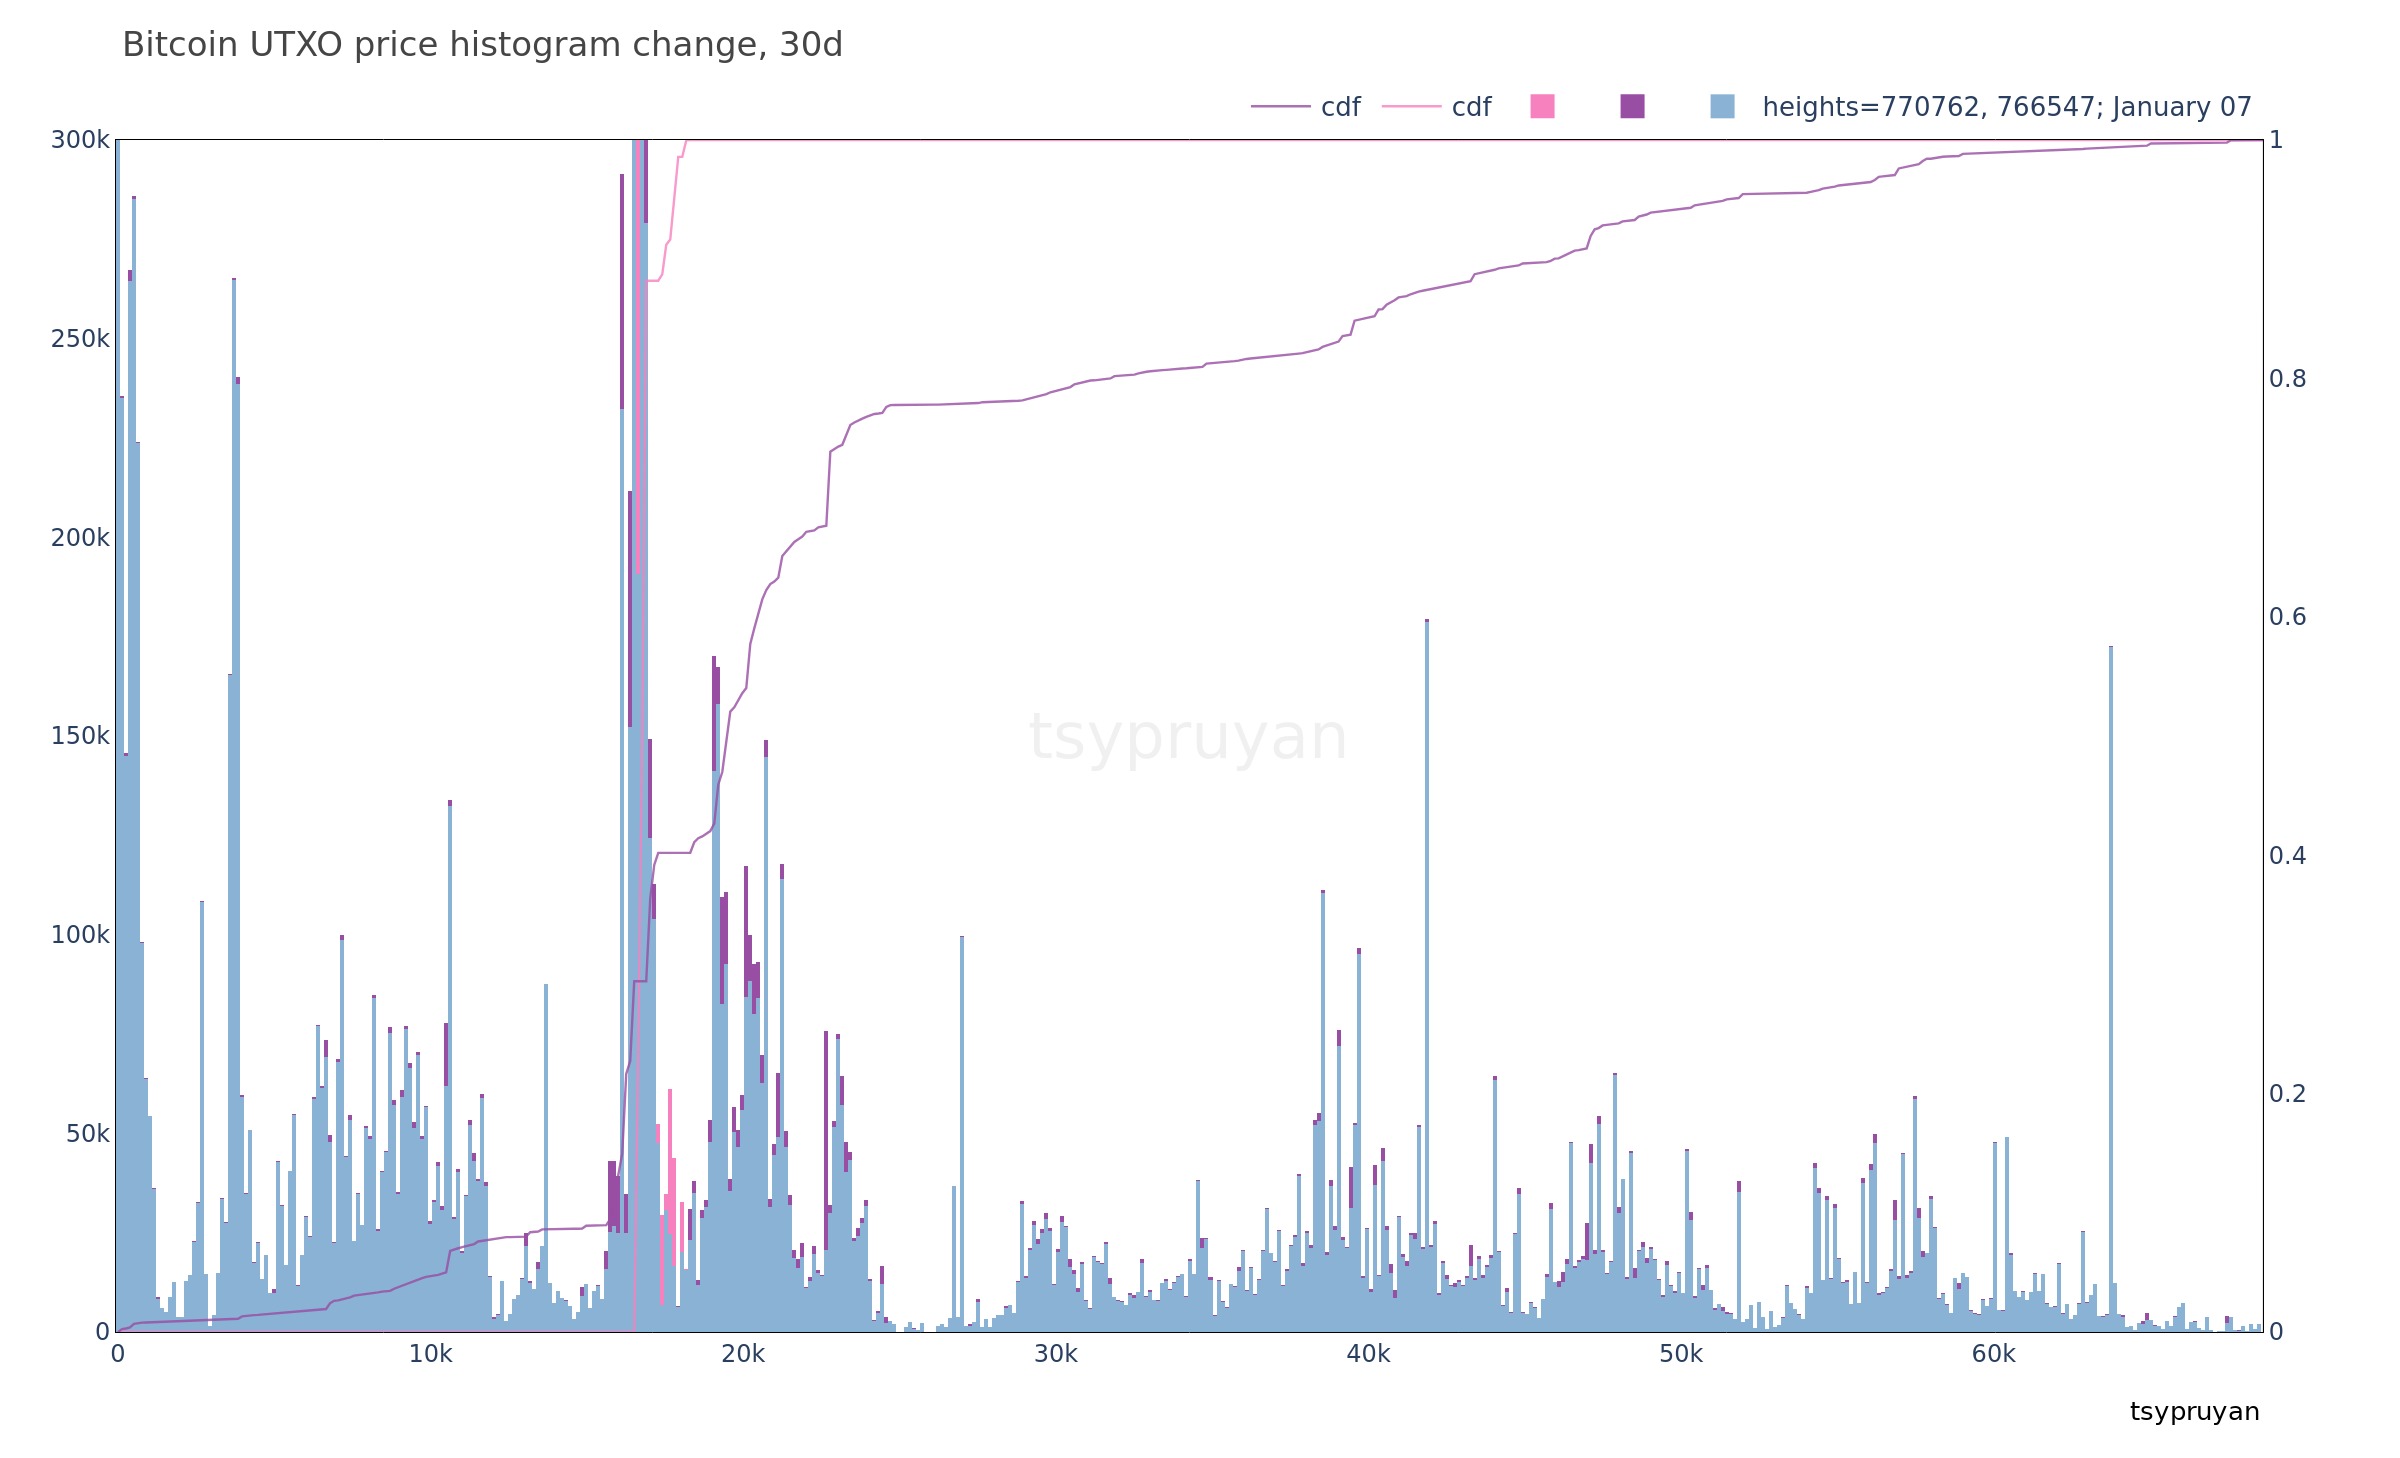 Bitcoin UTXO price histogram change, 30d
cdf cdf heights=770762, 766547; January 07
300k
250k
200k
150k
100k
50k
0
1
0.8
0.6
0.4
0.2
0
tsypruyan
0 10k 20k 30k 40k 50k 60k
tsypruyan